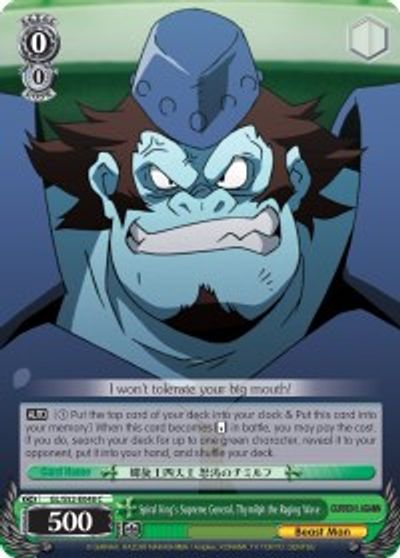 0
0
I won't tolerate your big mouth!
AUTO [(1) Put the top card of your deck into your clock & Put this card into
your memory] When this card becomes in battle, you may pay the cost.
If you do, search your deck for up to one green character, reveal it to your
opponent, put it into your hand, and shuffle your deck.
Card Name 螺旋王四天王 怒涛のチミルフ
GURREN LAGANN
Spiral King's Supreme General, Thymilph the Raging Wave
500
Beast Man